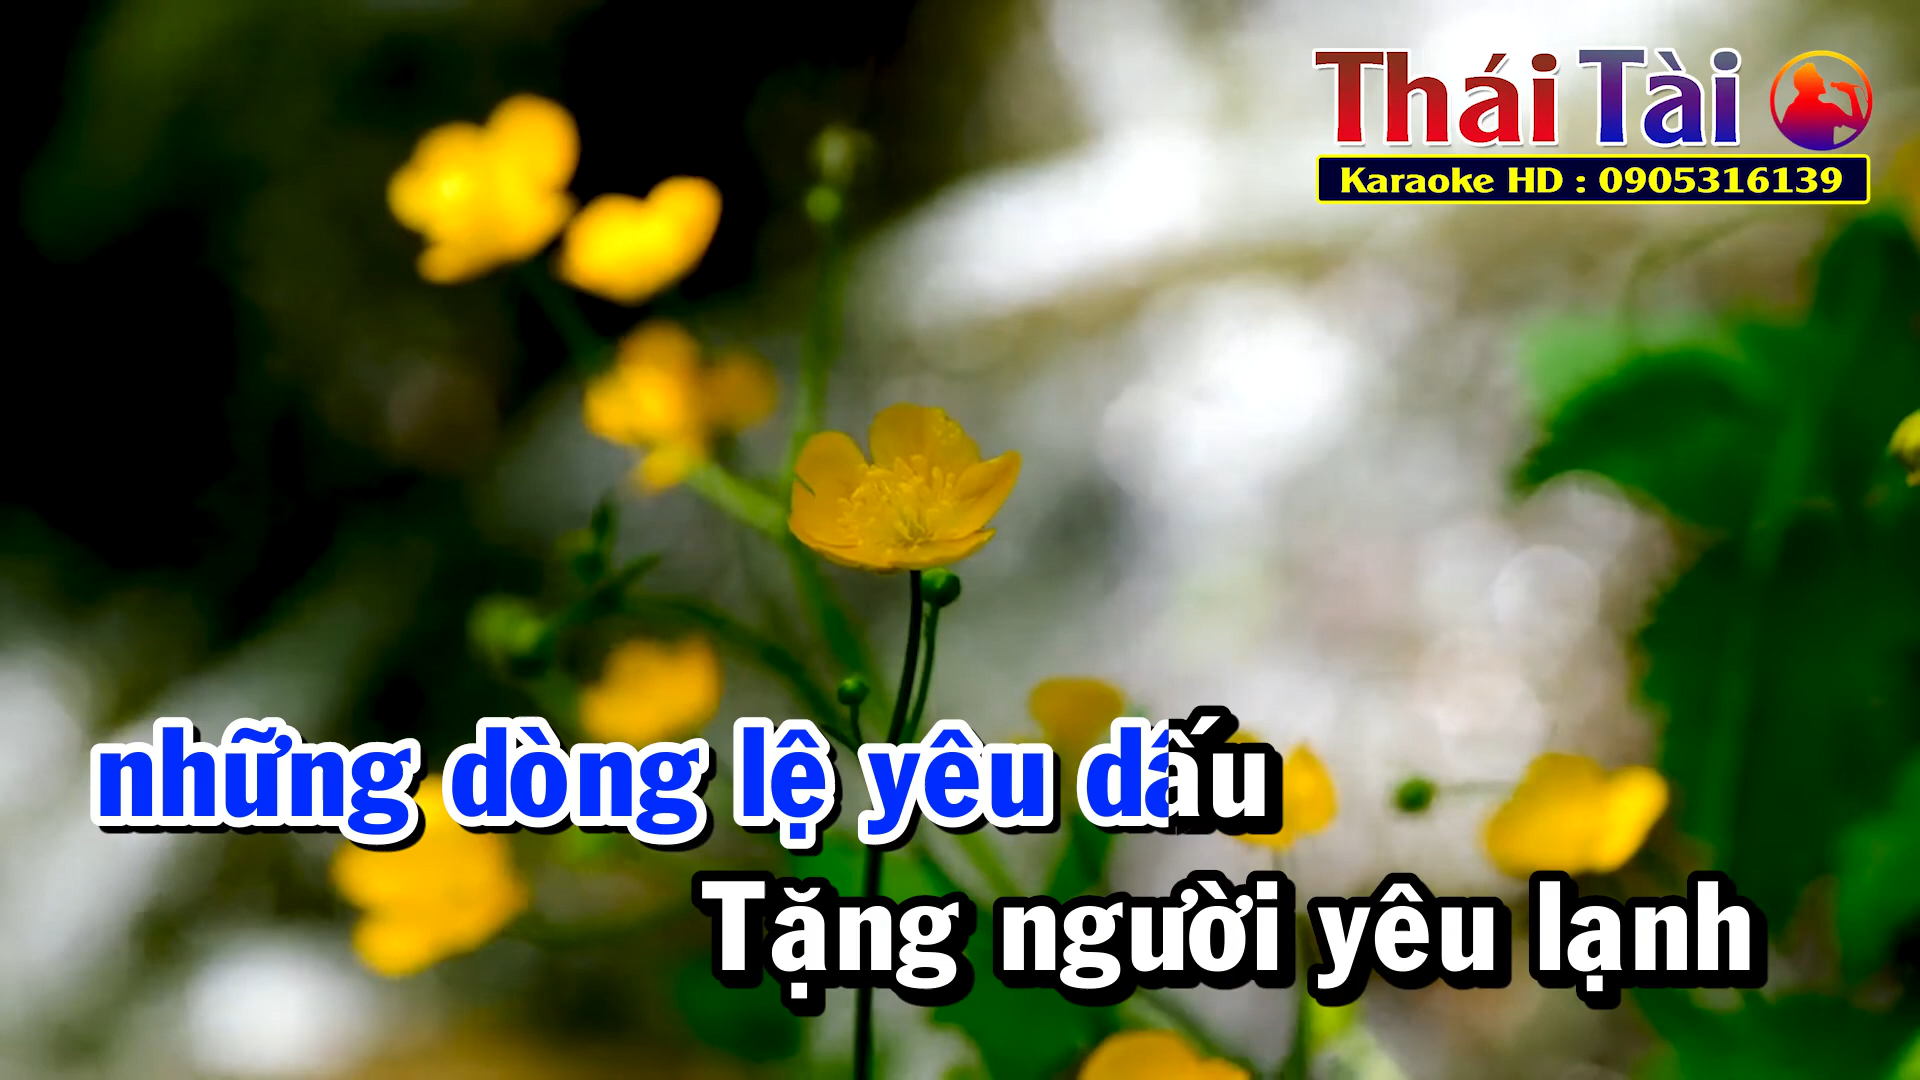 Thái Tài
Karaoke HD : 0905316139
những dòng lệ yêu dấu
Tặng người yêu lạnh